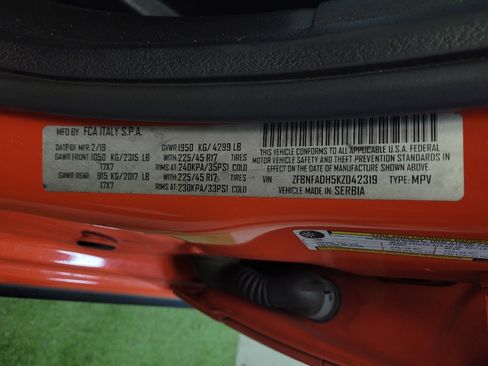 MFD BY: FCA ITALY S.P.A.
DATE OF MFR 2/19 GVWR 1950 KG/4299 LB
GAWR FRONT 1050 KG/2315 LB WITH 225/45 R17 TIRES
17X7 RIMS AT 240KPA/35PSI COLD
GAWR REAR: 915 KG/2017 LB WITH 225/45 R17 TIRES
17X7 RIMS AT 230KPA/33PSI COLD
THIS VEHICLE CONFORMS TO ALL APPLICABLE FEDERAL
MOTOR VEHICLE SAFETY AND THEFT PREVENTION STANDARDS IN
EFFECT ON THE DATE OF MANUFACTURE SHOWN ABOVE.
VIN: ZFBNFADH5KZ042319 TYPE: MPV
VEHICLE MADE IN SERBIA